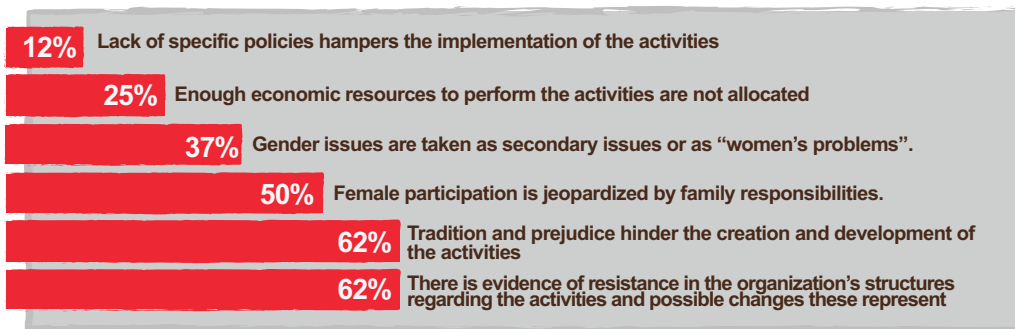 12% Lack of specific policies hampers the implementation of the activities
25% Enough economic resources to perform the activities are not allocated
37% Gender issues are taken as secondary issues or as “women’s problems”.
50% Female participation is jeopardized by family responsibilities.
62% Tradition and prejudice hinder the creation and development of
the activities
62% There is evidence of resistance in the organization’s structures
regarding the activities and possible changes these represent